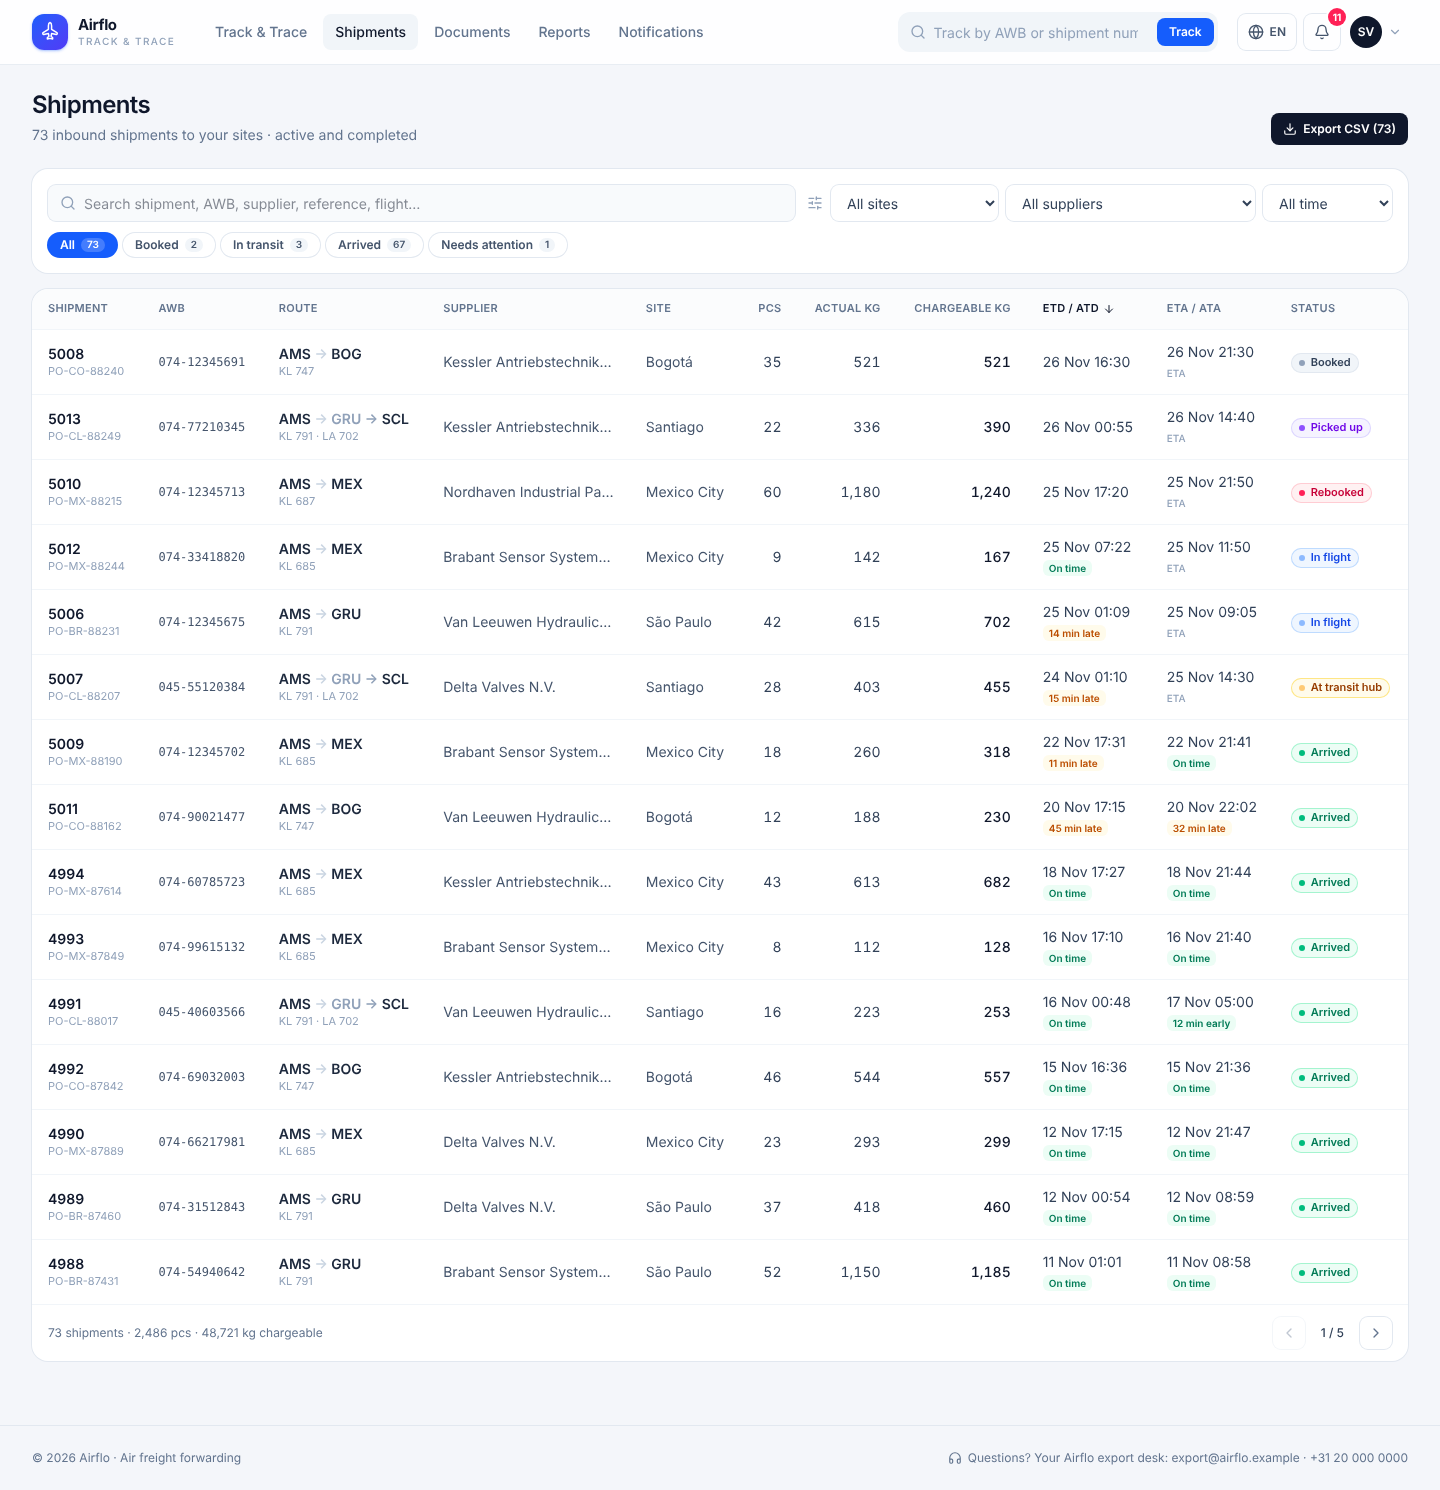 Airflo
TRACK & TRACE
Track & Trace
Shipments
Documents
Reports
Notifications
Track by AWB or shipment num
Track
EN
11
SV
Shipments
73 inbound shipments to your sites · active and completed
Export CSV (73)
Search shipment, AWB, supplier, reference, flight...
All sites
All suppliers
All time
All 73
Booked 2
In transit 3
Arrived 67
Needs attention 1
SHIPMENT AWB ROUTE SUPPLIER SITE PCS ACTUAL KG CHARGEABLE KG ETD / ATD ↓ ETA / ATA STATUS
5008 074-12345691 AMS → BOG Kessler Antriebstechnik... Bogotá 35 521 521 26 Nov 16:30 26 Nov 21:30 Booked
PO-CO-88240 KL 747 ETA
5013 074-77210345 AMS → GRU → SCL Kessler Antriebstechnik... Santiago 22 336 390 26 Nov 00:55 26 Nov 14:40 Picked up
PO-CL-88249 KL 791 · LA 702 ETA
5010 074-12345713 AMS → MEX Nordhaven Industrial Pa... Mexico City 60 1,180 1,240 25 Nov 17:20 25 Nov 21:50 Rebooked
PO-MX-88215 KL 687 ETA
5012 074-33418820 AMS → MEX Brabant Sensor System... Mexico City 9 142 167 25 Nov 07:22 25 Nov 11:50 In flight
PO-MX-88244 KL 685 On time ETA
5006 074-12345675 AMS → GRU Van Leeuwen Hydraulic... São Paulo 42 615 702 25 Nov 01:09 25 Nov 09:05 In flight
PO-BR-88231 KL 791 14 min late ETA
5007 045-55120384 AMS → GRU → SCL Delta Valves N.V. Santiago 28 403 455 24 Nov 01:10 25 Nov 14:30 At transit hub
PO-CL-88207 KL 791 · LA 702 15 min late ETA
5009 074-12345702 AMS → MEX Brabant Sensor System... Mexico City 18 260 318 22 Nov 17:31 22 Nov 21:41 Arrived
PO-MX-88190 KL 685 11 min late On time
5011 074-90021477 AMS → BOG Van Leeuwen Hydraulic... Bogotá 12 188 230 20 Nov 17:15 20 Nov 22:02 Arrived
PO-CO-88162 KL 747 45 min late 32 min late
4994 074-60785723 AMS → MEX Kessler Antriebstechnik... Mexico City 43 613 682 18 Nov 17:27 18 Nov 21:44 Arrived
PO-MX-87614 KL 685 On time On time
4993 074-99615132 AMS → MEX Brabant Sensor System... Mexico City 8 112 128 16 Nov 17:10 16 Nov 21:40 Arrived
PO-MX-87849 KL 685 On time On time
4991 045-40603566 AMS → GRU → SCL Van Leeuwen Hydraulic... Santiago 16 223 253 16 Nov 00:48 17 Nov 05:00 Arrived
PO-CL-88017 KL 791 · LA 702 On time 12 min early
4992 074-69032003 AMS → BOG Kessler Antriebstechnik... Bogotá 46 544 557 15 Nov 16:36 15 Nov 21:36 Arrived
PO-CO-87842 KL 747 On time On time
4990 074-66217981 AMS → MEX Delta Valves N.V. Mexico City 23 293 299 12 Nov 17:15 12 Nov 21:47 Arrived
PO-MX-87889 KL 685 On time On time
4989 074-31512843 AMS → GRU Delta Valves N.V. São Paulo 37 418 460 12 Nov 00:54 12 Nov 08:59 Arrived
PO-BR-87460 KL 791 On time On time
4988 074-54940642 AMS → GRU Brabant Sensor System... São Paulo 52 1,150 1,185 11 Nov 01:01 11 Nov 08:58 Arrived
PO-BR-87431 KL 791 On time On time
73 shipments · 2,486 pcs · 48,721 kg chargeable
1 / 5
© 2026 Airflo · Air freight forwarding
Questions? Your Airflo export desk: export@airflo.example · +31 20 000 0000